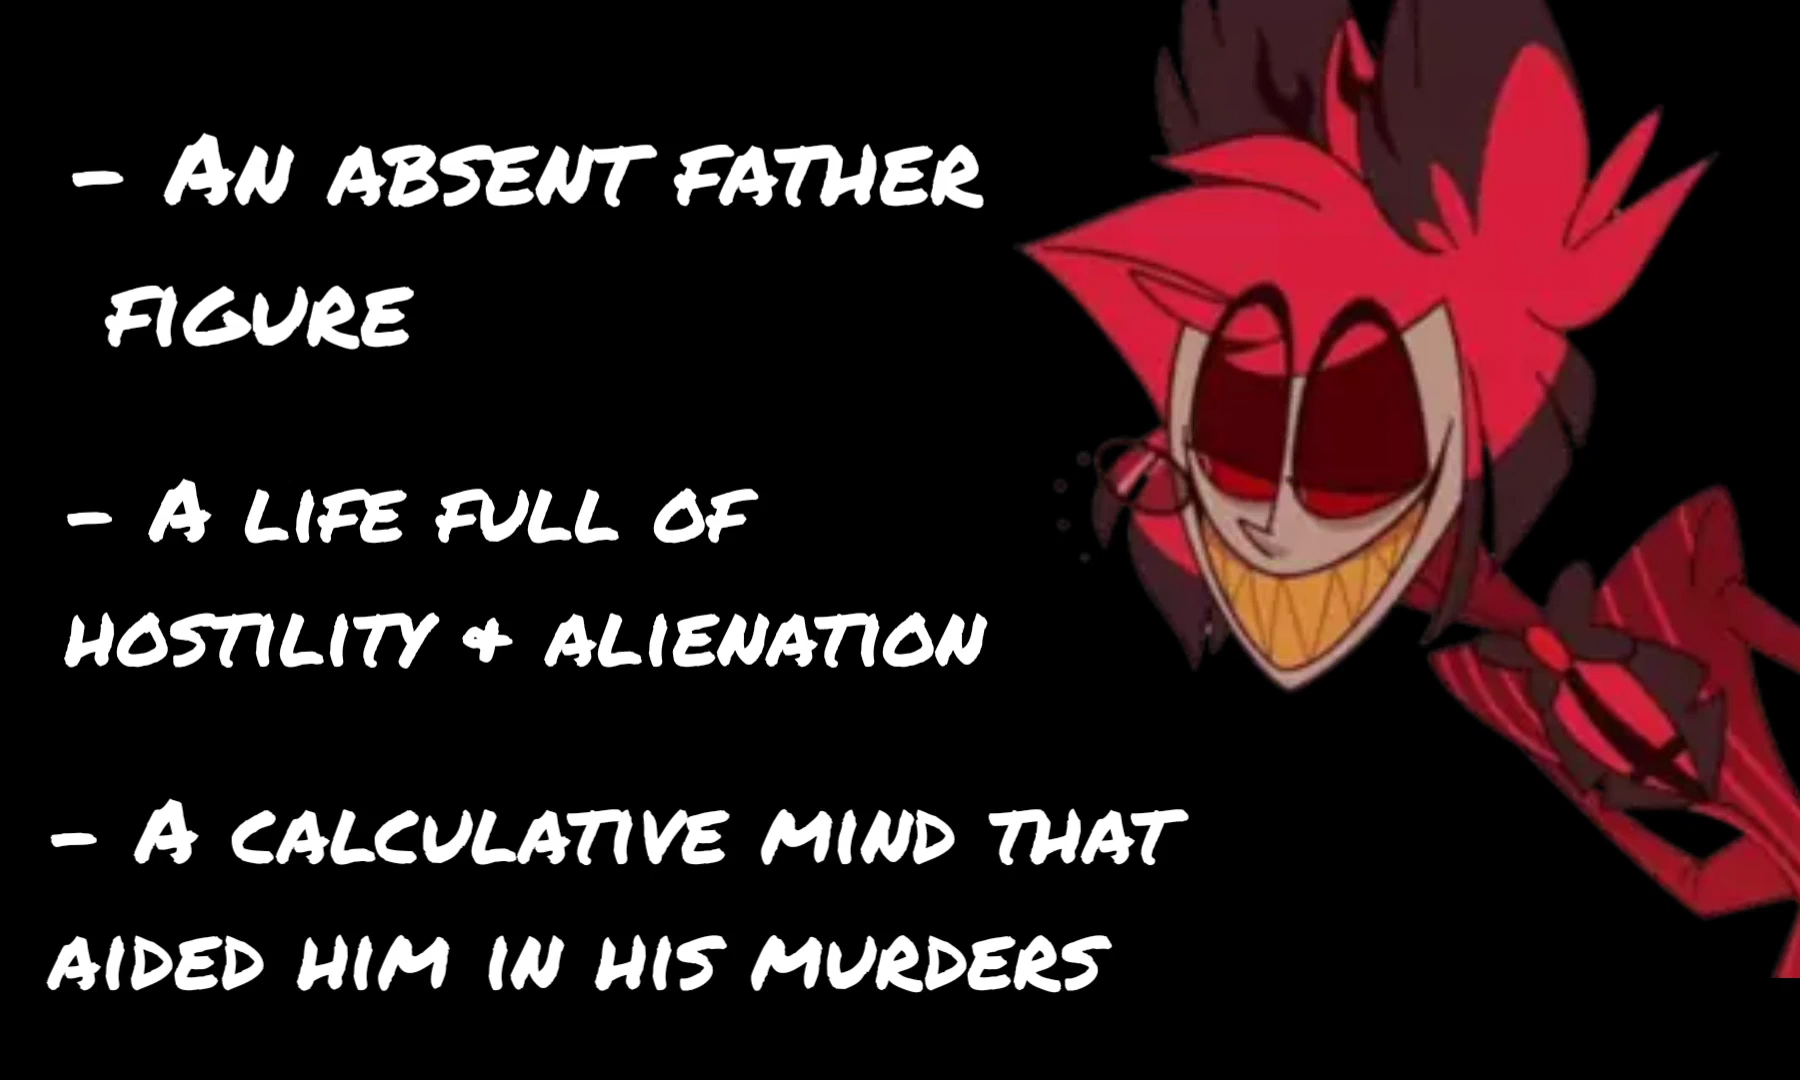 - An absent father
figure
- A life full of
hostility & alienation
- A calculative mind that
aided him in his murders